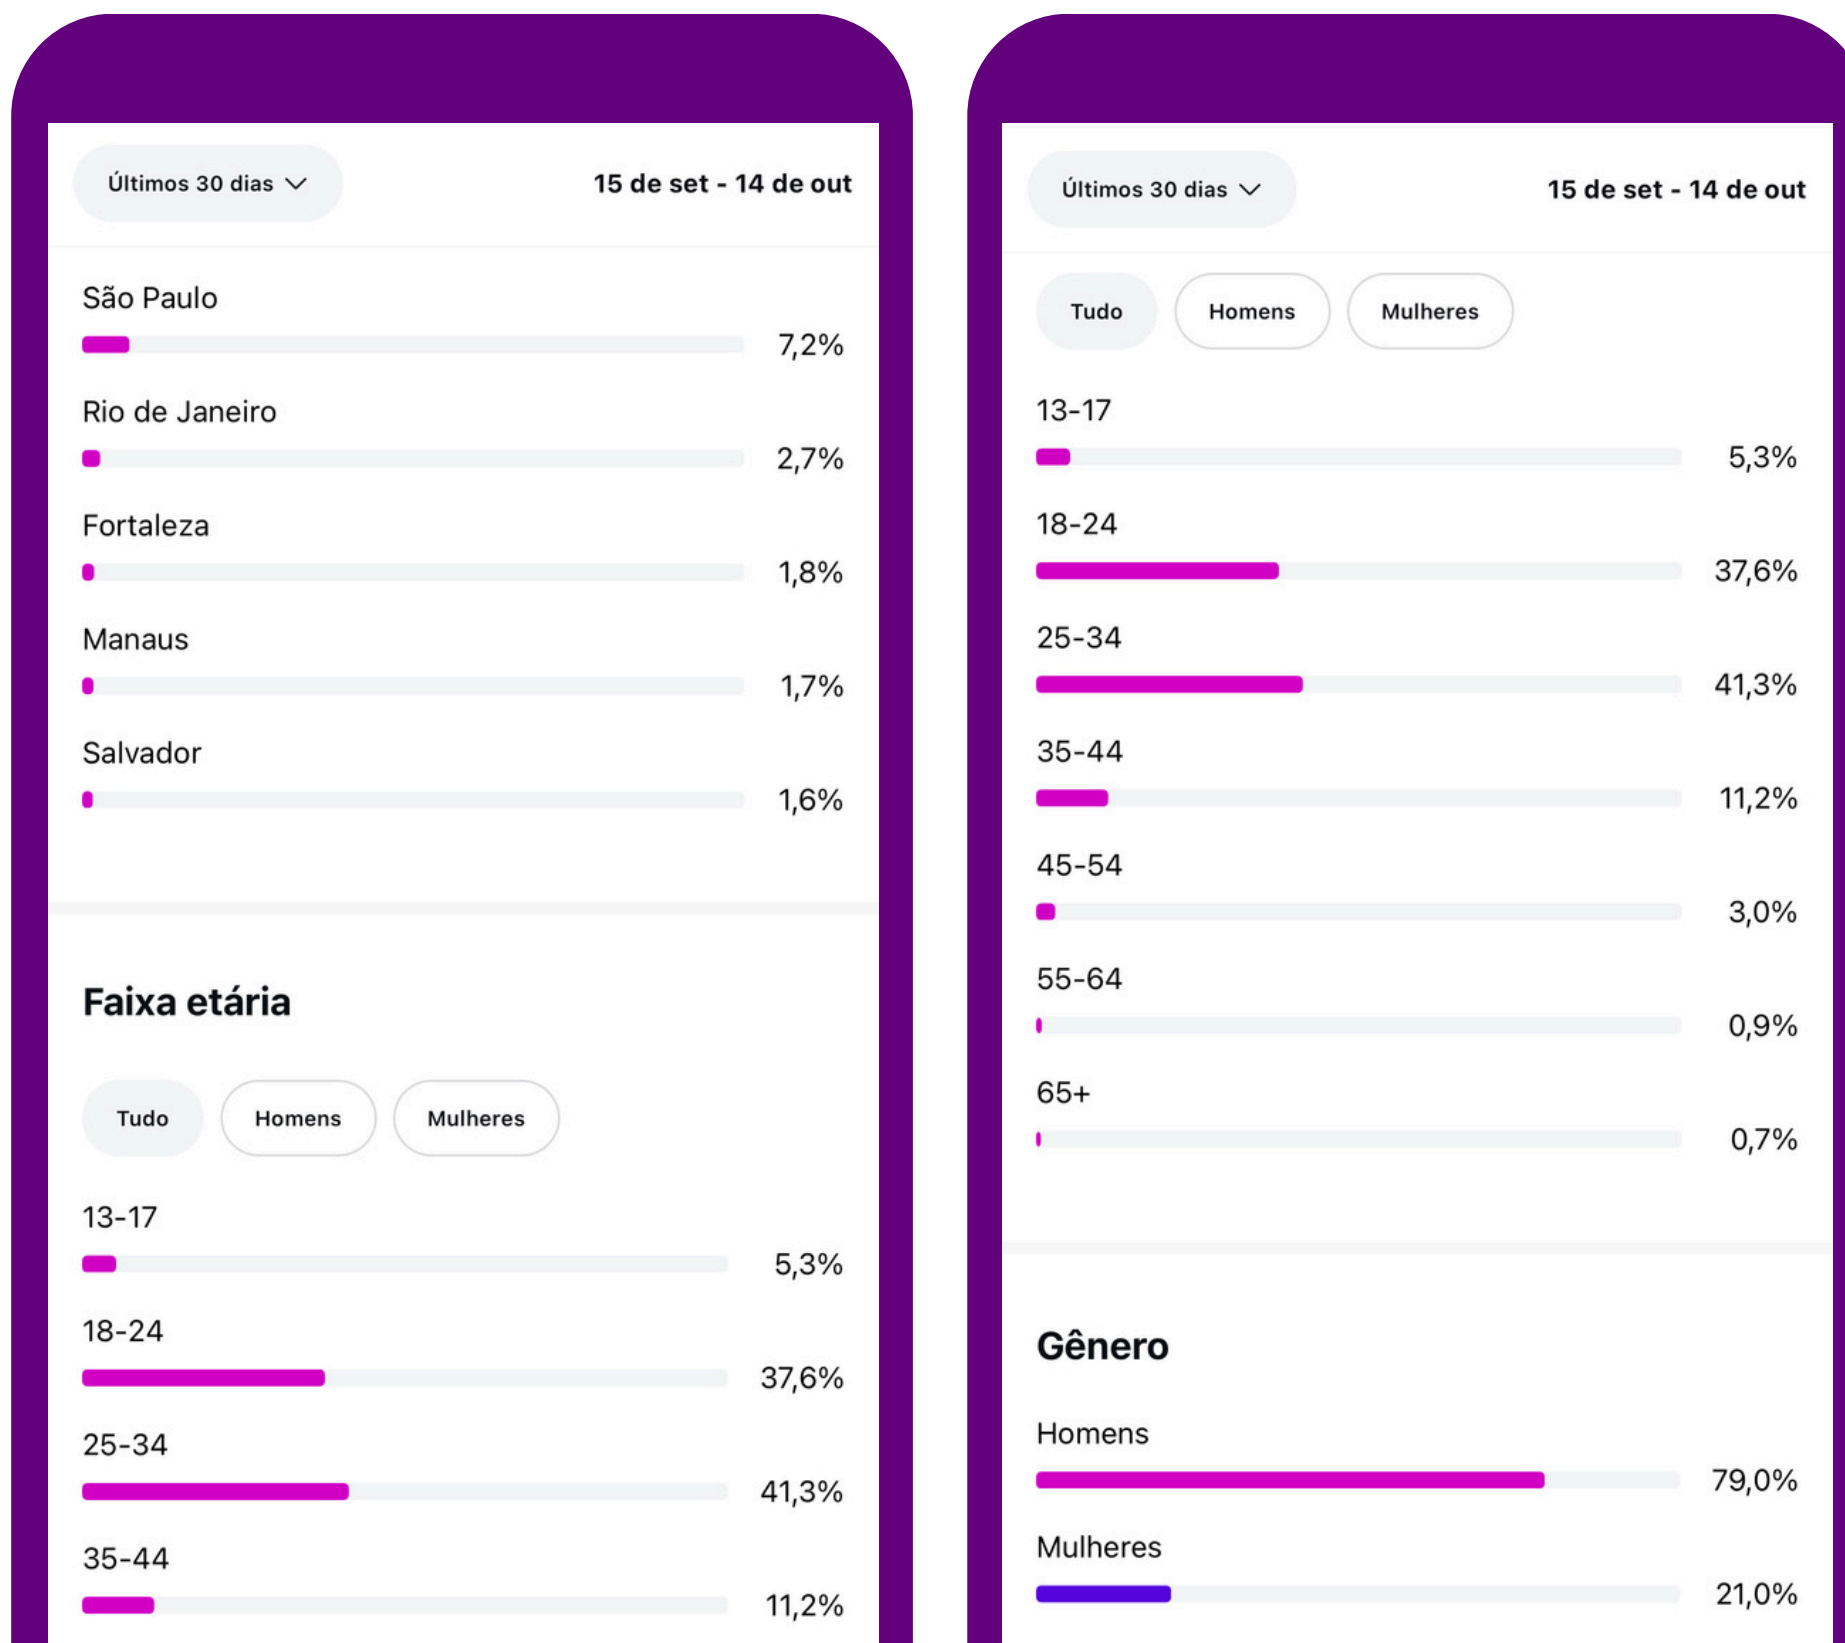 Últimos 30 dias
15 de set - 14 de out
São Paulo
7,2%
Rio de Janeiro
2,7%
Fortaleza
1,8%
Manaus
1,7%
Salvador
1,6%
Faixa etária
Tudo
Homens
Mulheres
13-17
5,3%
18-24
37,6%
25-34
41,3%
35-44
11,2%
Últimos 30 dias
15 de set - 14 de out
Tudo
Homens
Mulheres
13-17
5,3%
18-24
37,6%
25-34
41,3%
35-44
11,2%
45-54
3,0%
55-64
0,9%
65+
0,7%
Gênero
Homens
79,0%
Mulheres
21,0%